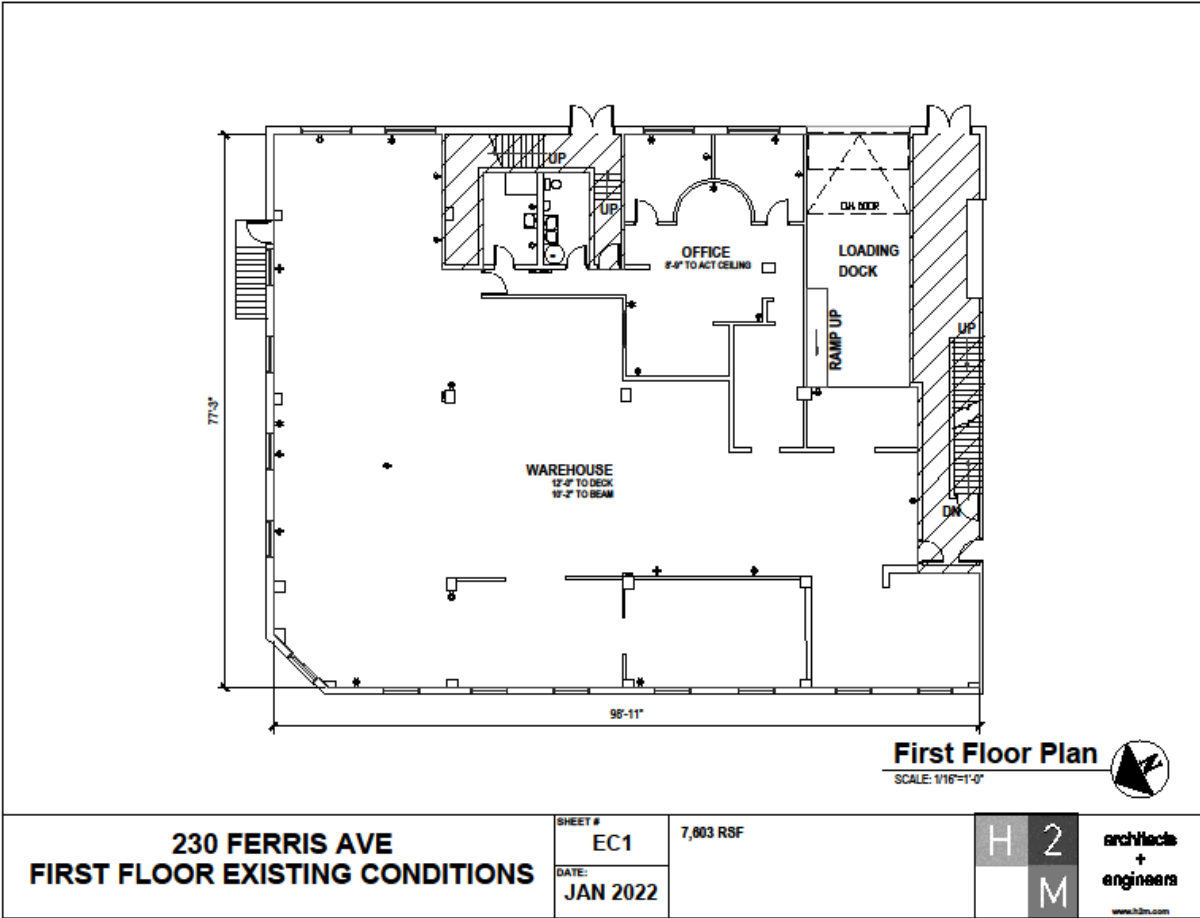 UP
UP
O.H. DOOR
OFFICE
8'-9" TO ACT CEILING
LOADING
DOCK
RAMP UP
UP
77'-3"
WAREHOUSE
12'-0" TO DECK
10'-2" TO BEAM
DN
98'-11"
First Floor Plan
SCALE: 1/16"=1'-0"
N
230 FERRIS AVE
FIRST FLOOR EXISTING CONDITIONS
SHEET #
EC1
DATE:
JAN 2022
7,603 RSF
H 2
M
architects
+
engineers
www.h2m.com